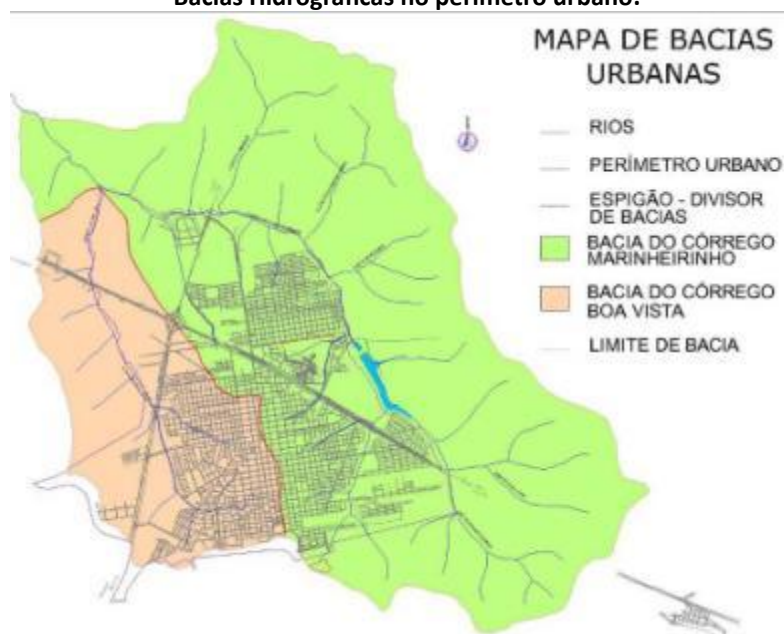 Bacias Hidrográficas no perímetro urbano.
MAPA DE BACIAS
URBANAS
RIOS
PERÍMETRO URBANO
ESPIGÃO - DIVISOR
DE BACIAS
BACIA DO CÓRREGO
MARINHEIRINHO
BACIA DO CÓRREGO
BOA VISTA
LIMITE DE BACIA